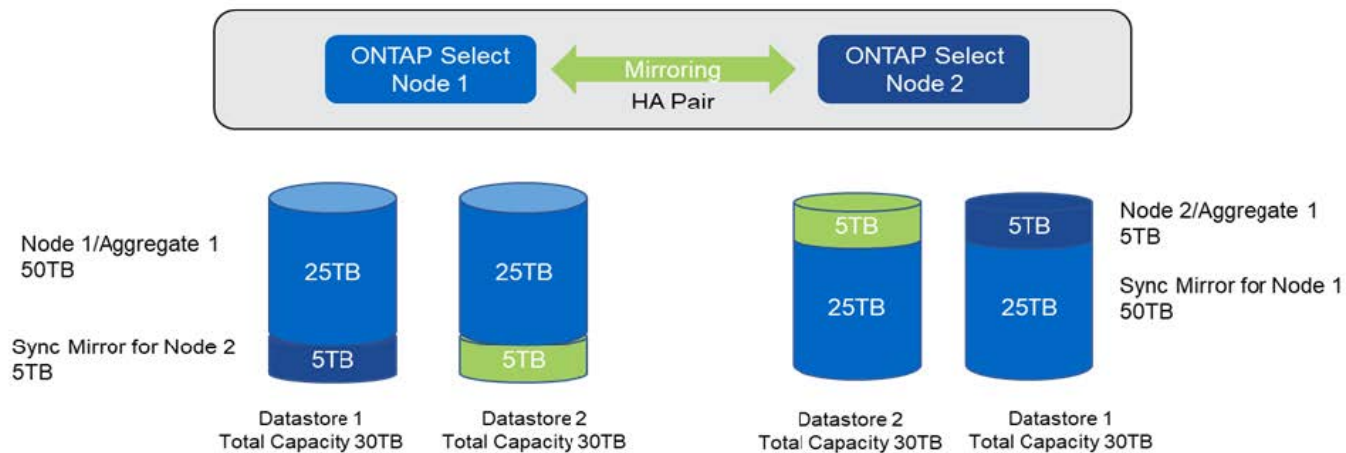 ONTAP Select
Node 1
Mirroring
HA Pair
ONTAP Select
Node 2
Node 1/Aggregate 1
50TB
25TB
25TB
Sync Mirror for Node 2
5TB
5TB
5TB
Datastore 1
Total Capacity 30TB
Datastore 2
Total Capacity 30TB
5TB
5TB
Node 2/Aggregate 1
5TB
25TB
25TB
Sync Mirror for Node 1
50TB
Datastore 2
Total Capacity 30TB
Datastore 1
Total Capacity 30TB